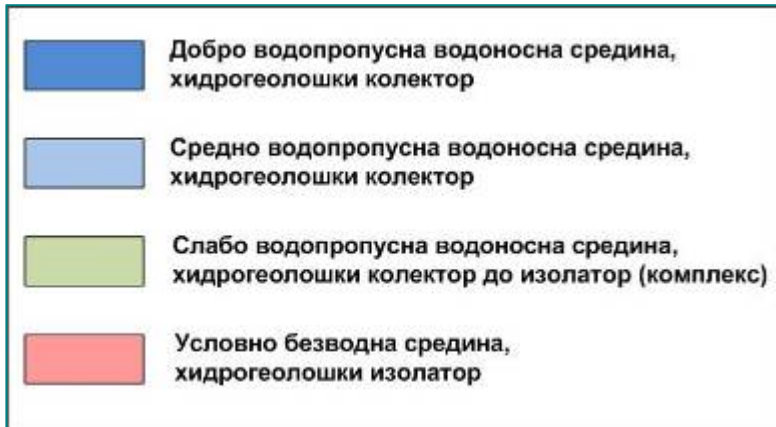 Добро водопропусна водоносна средина,
хидрогеолошки колектор
Средно водопропусна водоносна средина,
хидрогеолошки колектор
Слабо водопропусна водоносна средина,
хидрогеолошки колектор до изолатор (комплекс)
Условно безводна средина,
хидрогеолошки изолатор